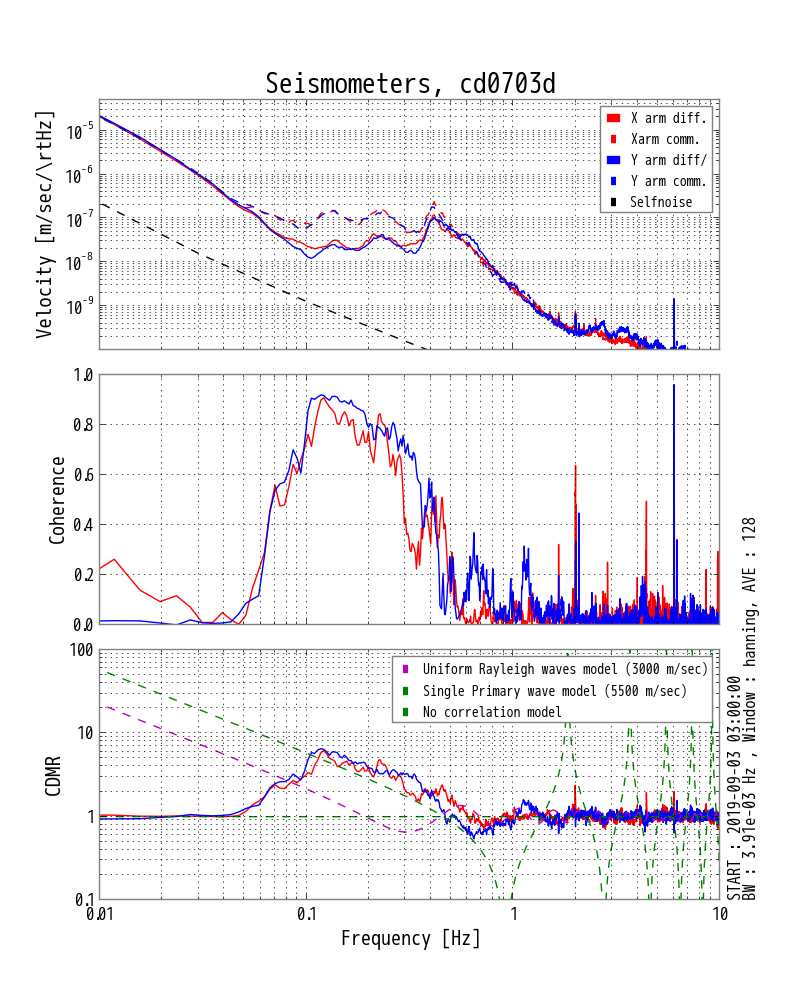 Seismometers, cd0703d
Velocity [m/sec/\rtHz]
10^-5
10^-6
10^-7
10^-8
10^-9
X arm diff.
Xarm comm.
Y arm diff/
Y arm comm.
Selfnoise
Coherence
1.0
0.8
0.6
0.4
0.2
0.0
CDMR
100
10
1
0.1
Uniform Rayleigh waves model (3000 m/sec)
Single Primary wave model (5500 m/sec)
No correlation model
0.01
0.1
1
10
Frequency [Hz]
START : 2019-09-03 03:00:00
BW : 3.91e-03 Hz , Window : hanning, AVE : 128